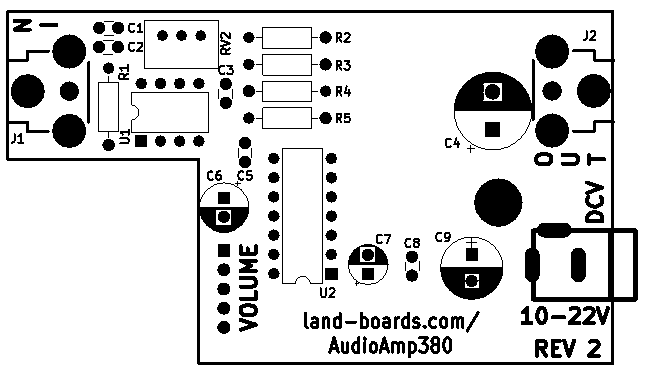 IN
C1
C2
RV2
R2
J2
R1
C3
R3
R4
U1
R5
J1
C4
OUT
C6
C5
DCV
C7
C8
C9
VOLUME
U2
land-boards.com/
AudioAmp380
10-22V
REV 2